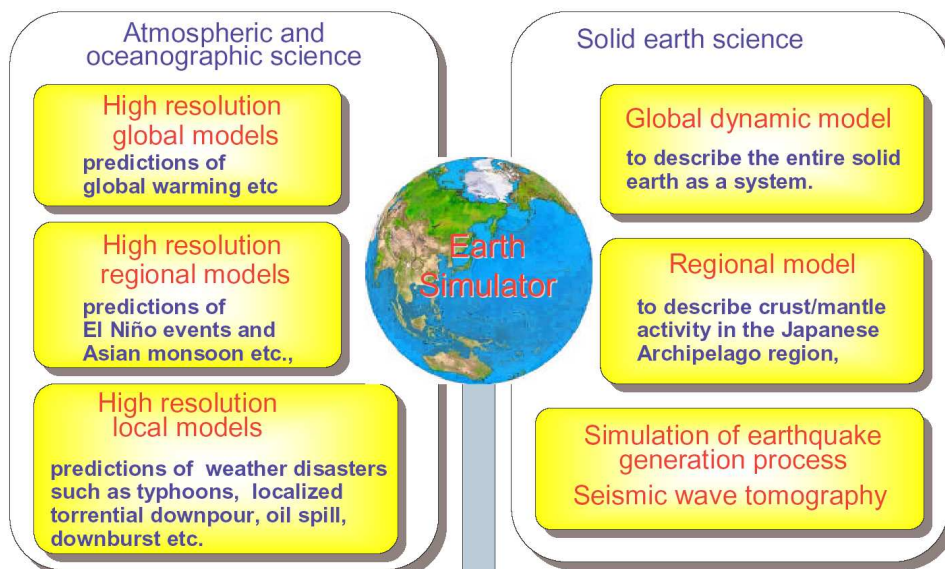 Atmospheric and
oceanographic science
High resolution
global models
predictions of
global warming etc
High resolution
regional models
predictions of
El Niño events and
Asian monsoon etc.,
High resolution
local models
predictions of weather disasters
such as typhoons, localized
torrential downpour, oil spill,
downburst etc.
Earth
Simulator
Solid earth science
Global dynamic model
to describe the entire solid
earth as a system.
Regional model
to describe crust/mantle
activity in the Japanese
Archipelago region,
Simulation of earthquake
generation process
Seismic wave tomography